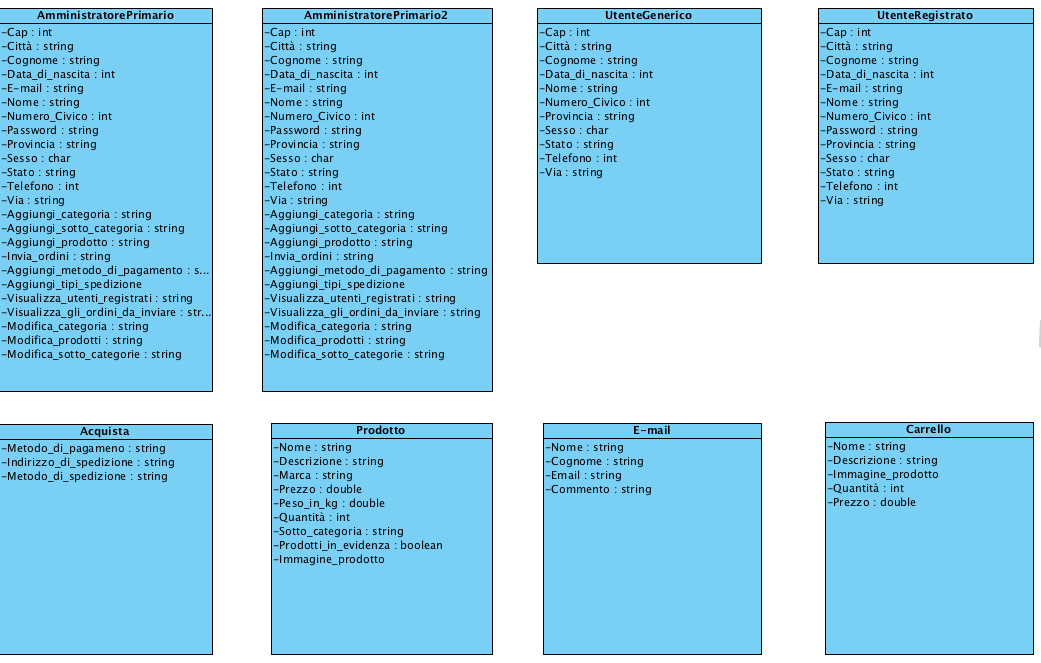 AmministratorePrimario
-Cap : int
-Città : string
-Cognome : string
-Data_di_nascita : int
-E-mail : string
-Nome : string
-Numero_Civico : int
-Password : string
-Provincia : string
-Sesso : char
-Stato : string
-Telefono : int
-Via : string
-Aggiungi_categoria : string
-Aggiungi_sotto_categoria : string
-Aggiungi_prodotto : string
-Invia_ordini : string
-Aggiungi_metodo_di_pagamento : s...
-Aggiungi_tipi_spedizione
-Visualizza_utenti_registrati : string
-Visualizza_gli_ordini_da_inviare : str...
-Modifica_categoria : string
-Modifica_prodotti : string
-Modifica_sotto_categorie : string
AmministratorePrimario2
-Cap : int
-Città : string
-Cognome : string
-Data_di_nascita : int
-E-mail : string
-Nome : string
-Numero_Civico : int
-Password : string
-Provincia : string
-Sesso : char
-Stato : string
-Telefono : int
-Via : string
-Aggiungi_categoria : string
-Aggiungi_sotto_categoria : string
-Aggiungi_prodotto : string
-Invia_ordini : string
-Aggiungi_metodo_di_pagamento : string
-Aggiungi_tipi_spedizione
-Visualizza_utenti_registrati : string
-Visualizza_gli_ordini_da_inviare : string
-Modifica_categoria : string
-Modifica_prodotti : string
-Modifica_sotto_categorie : string
UtenteGenerico
-Cap : int
-Città : string
-Cognome : string
-Data_di_nascita : int
-Nome : string
-Numero_Civico : int
-Provincia : string
-Sesso : char
-Stato : string
-Telefono : int
-Via : string
UtenteRegistrato
-Cap : int
-Città : string
-Cognome : string
-Data_di_nascita : int
-E-mail : string
-Nome : string
-Numero_Civico : int
-Password : string
-Provincia : string
-Sesso : char
-Stato : string
-Telefono : int
-Via : string
Acquista
-Metodo_di_pagameno : string
-Indirizzo_di_spedizione : string
-Metodo_di_spedizione : string
Prodotto
-Nome : string
-Descrizione : string
-Marca : string
-Prezzo : double
-Peso_in_kg : double
-Quantità : int
-Sotto_categoria : string
-Prodotti_in_evidenza : boolean
-Immagine_prodotto
E-mail
-Nome : string
-Cognome : string
-Email : string
-Commento : string
Carrello
-Nome : string
-Descrizione : string
-Immagine_prodotto
-Quantità : int
-Prezzo : double